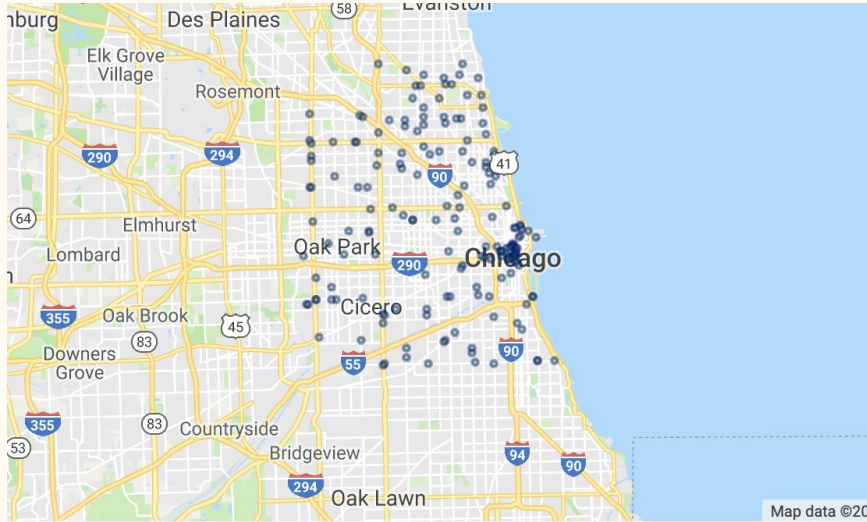 Evanston
58
nburg
Des Plaines
Elk Grove
Village
Rosemont
290
294
41
90
64
Elmhurst
Oak Park
Lombard
290
Chicago
n
355
Oak Brook
45
Cicero
83
Downers
Grove
55
90
355
83
Countryside
53
Bridgeview
94
90
294
Oak Lawn
Map data ©20